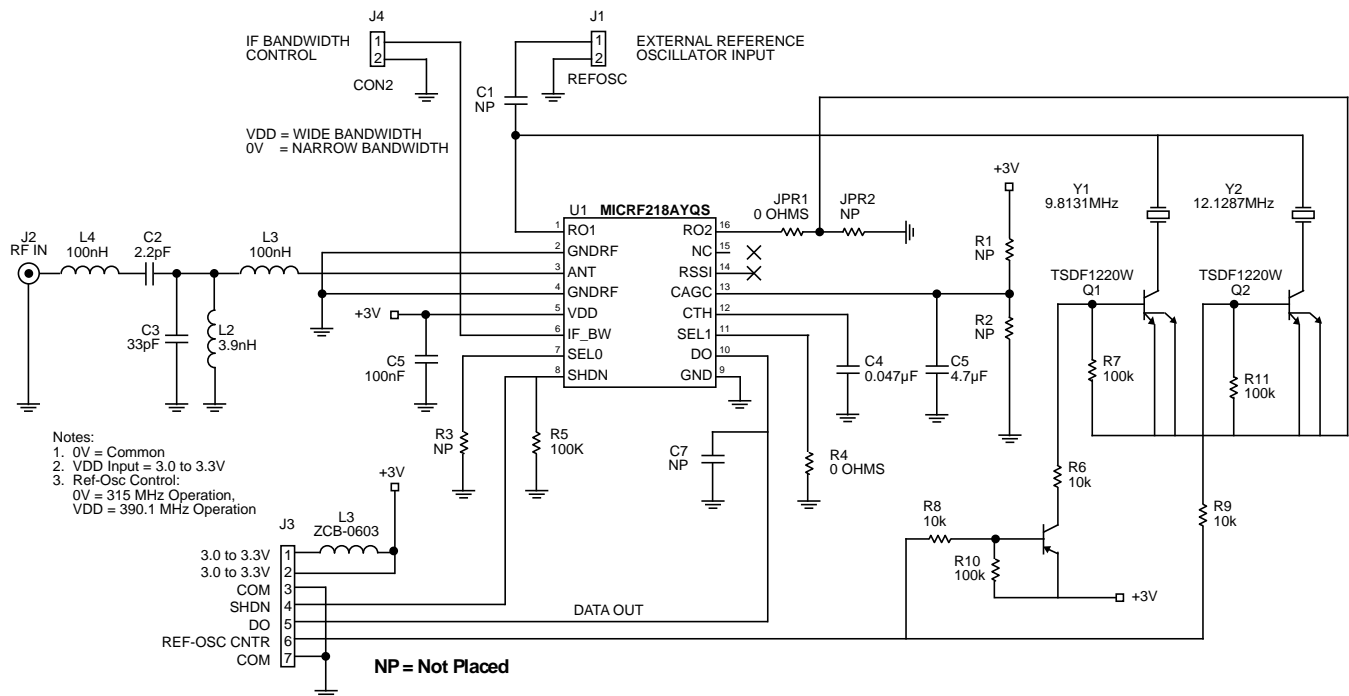 J4
J1
IF BANDWIDTH
CONTROL
1
2
CON2
1
2
REFOSC
EXTERNAL REFERENCE
OSCILLATOR INPUT
C1
NP
VDD = WIDE BANDWIDTH
0V = NARROW BANDWIDTH
+3V
Y1
9.8131MHz
Y2
12.1287MHz
U1 MICRF218AYQS
JPR1
0 OHMS
JPR2
NP
J2
RF IN
L4
100nH
C2
2.2pF
L3
100nH
1 RO1
2 GNDRF
3 ANT
4 GNDRF
5 VDD
6 IF_BW
7 SEL0
8 SHDN
RO2 16
NC 15
RSSI 14
CAGC 13
CTH 12
SEL1 11
DO 10
GND 9
R1
NP
R2
NP
TSDF1220W
Q1
TSDF1220W
Q2
+3V
C3
33pF
L2
3.9nH
C5
100nF
C4
0.047µF
C5
4.7µF
R7
100k
R11
100k
Notes:
1. 0V = Common
2. VDD Input = 3.0 to 3.3V
3. Ref-Osc Control:
0V = 315 MHz Operation,
VDD = 390.1 MHz Operation
R3
NP
R5
100K
C7
NP
R4
0 OHMS
R6
10k
+3V
R8
10k
R9
10k
R10
100k
+3V
J3
L3
ZCB-0603
3.0 to 3.3V 1
3.0 to 3.3V 2
COM 3
SHDN 4
DO 5
REF-OSC CNTR 6
COM 7
DATA OUT
NP = Not Placed